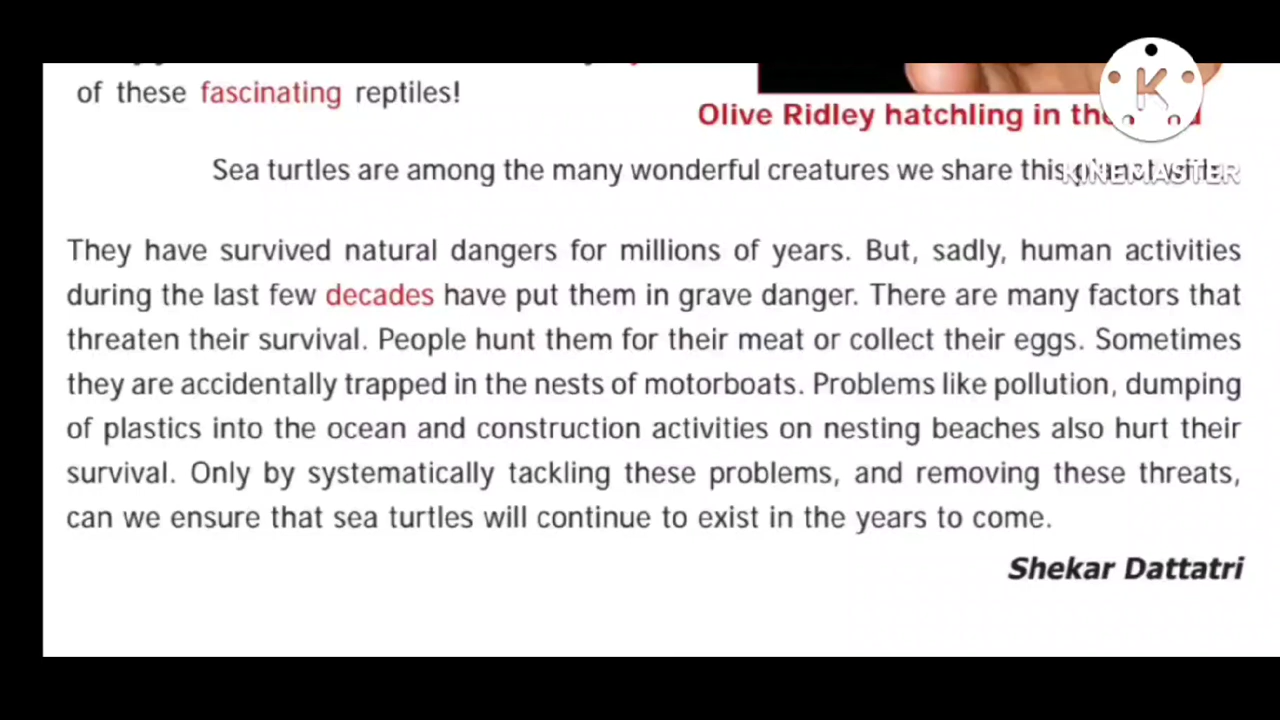 of these fascinating reptiles!
Olive Ridley hatchling in the
K
KINEMASTER
Sea turtles are among the many wonderful creatures we share this planet with.
They have survived natural dangers for millions of years. But, sadly, human activities
during the last few decades have put them in grave danger. There are many factors that
threaten their survival. People hunt them for their meat or collect their eggs. Sometimes
they are accidentally trapped in the nests of motorboats. Problems like pollution, dumping
of plastics into the ocean and construction activities on nesting beaches also hurt their
survival. Only by systematically tackling these problems, and removing these threats,
can we ensure that sea turtles will continue to exist in the years to come.
Shekar Dattatri